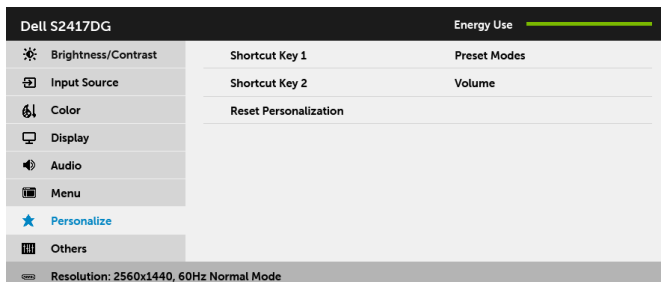 Dell S2417DG Energy Use
Brightness/Contrast Shortcut Key 1 Preset Modes
Input Source Shortcut Key 2 Volume
Color Reset Personalization
Display
Audio
Menu
Personalize
Others
Resolution: 2560x1440, 60Hz Normal Mode